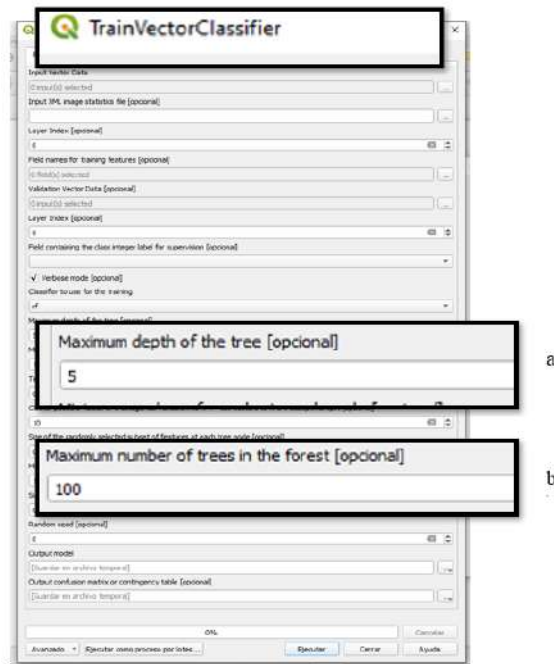 TrainVectorClassifier
Input Vector Data
0 input(s) selected
Input XML image statistics file [opcional]
Layer Index [opcional]
0
Field names for training features [opcional]
0 field(s) selected
Validation Vector Data [opcional]
0 input(s) selected
Layer Index [opcional]
0
Field containing the class integer label for supervision [opcional]
Verbose mode [opcional]
Classifier to use for the training
rf
Maximum depth of the tree [opcional]
5
a
10
Size of the randomly selected subset of features at each tree node [opcional]
Maximum number of trees in the forest [opcional]
100
b
Random seed [opcional]
0
Output model
[Guardar en archivo temporal]
Output confusion matrix or contingency table [opcional]
[Guardar en archivo temporal]
0%
Cancelar
Avanzado
Ejecutar como proceso por lotes...
Ejecutar
Cerrar
Ayuda